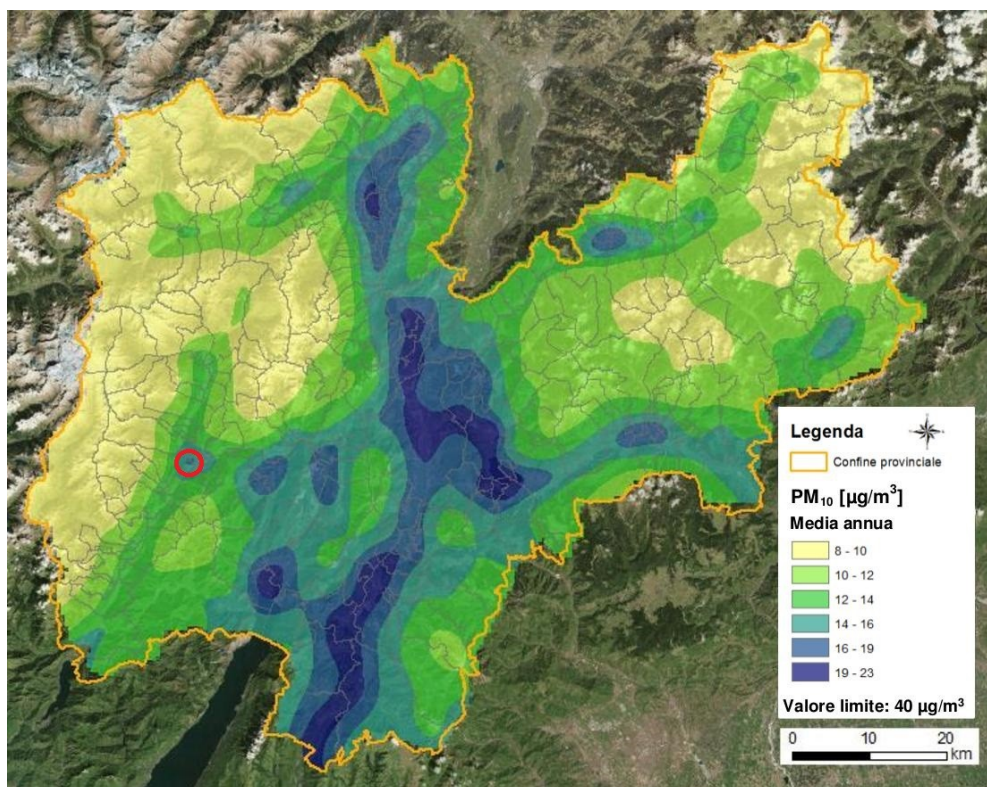 Legenda
Confine provinciale
PM₁₀ [µg/m³]
Media annua
8 - 10
10 - 12
12 - 14
14 - 16
16 - 19
19 - 23
Valore limite: 40 µg/m³
0 10 20
km